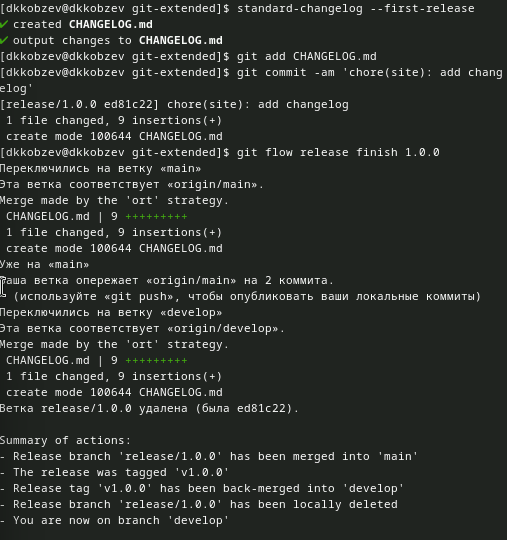 [dkkobzev@dkkobzev git-extended]$ standard-changelog --first-release
✔ created CHANGELOG.md
✔ output changes to CHANGELOG.md
[dkkobzev@dkkobzev git-extended]$ git add CHANGELOG.md
[dkkobzev@dkkobzev git-extended]$ git commit -am 'chore(site): add chang
elog'
[release/1.0.0 ed81c22] chore(site): add changelog
 1 file changed, 9 insertions(+)
 create mode 100644 CHANGELOG.md
[dkkobzev@dkkobzev git-extended]$ git flow release finish 1.0.0
Переключились на ветку «main»
Эта ветка соответствует «origin/main».
Merge made by the 'ort' strategy.
 CHANGELOG.md | 9 +++++++++
 1 file changed, 9 insertions(+)
 create mode 100644 CHANGELOG.md
Уже на «main»
Ваша ветка опережает «origin/main» на 2 коммита.
  (используйте «git push», чтобы опубликовать ваши локальные коммиты)
Переключились на ветку «develop»
Эта ветка соответствует «origin/develop».
Merge made by the 'ort' strategy.
 CHANGELOG.md | 9 +++++++++
 1 file changed, 9 insertions(+)
 create mode 100644 CHANGELOG.md
Ветка release/1.0.0 удалена (была ed81c22).

Summary of actions:
- Release branch 'release/1.0.0' has been merged into 'main'
- The release was tagged 'v1.0.0'
- Release tag 'v1.0.0' has been back-merged into 'develop'
- Release branch 'release/1.0.0' has been locally deleted
- You are now on branch 'develop'